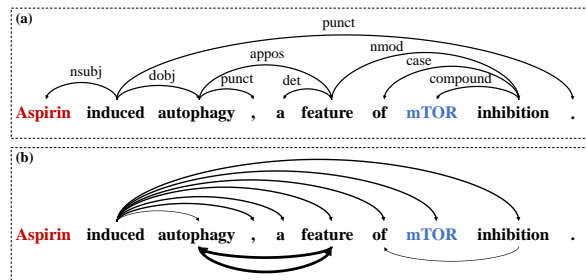 (a)
punct
nsubj
dobj
appos
punct
det
nmod
case
compound
Aspirin induced autophagy , a feature of mTOR inhibition .
(b)
Aspirin induced autophagy , a feature of mTOR inhibition .